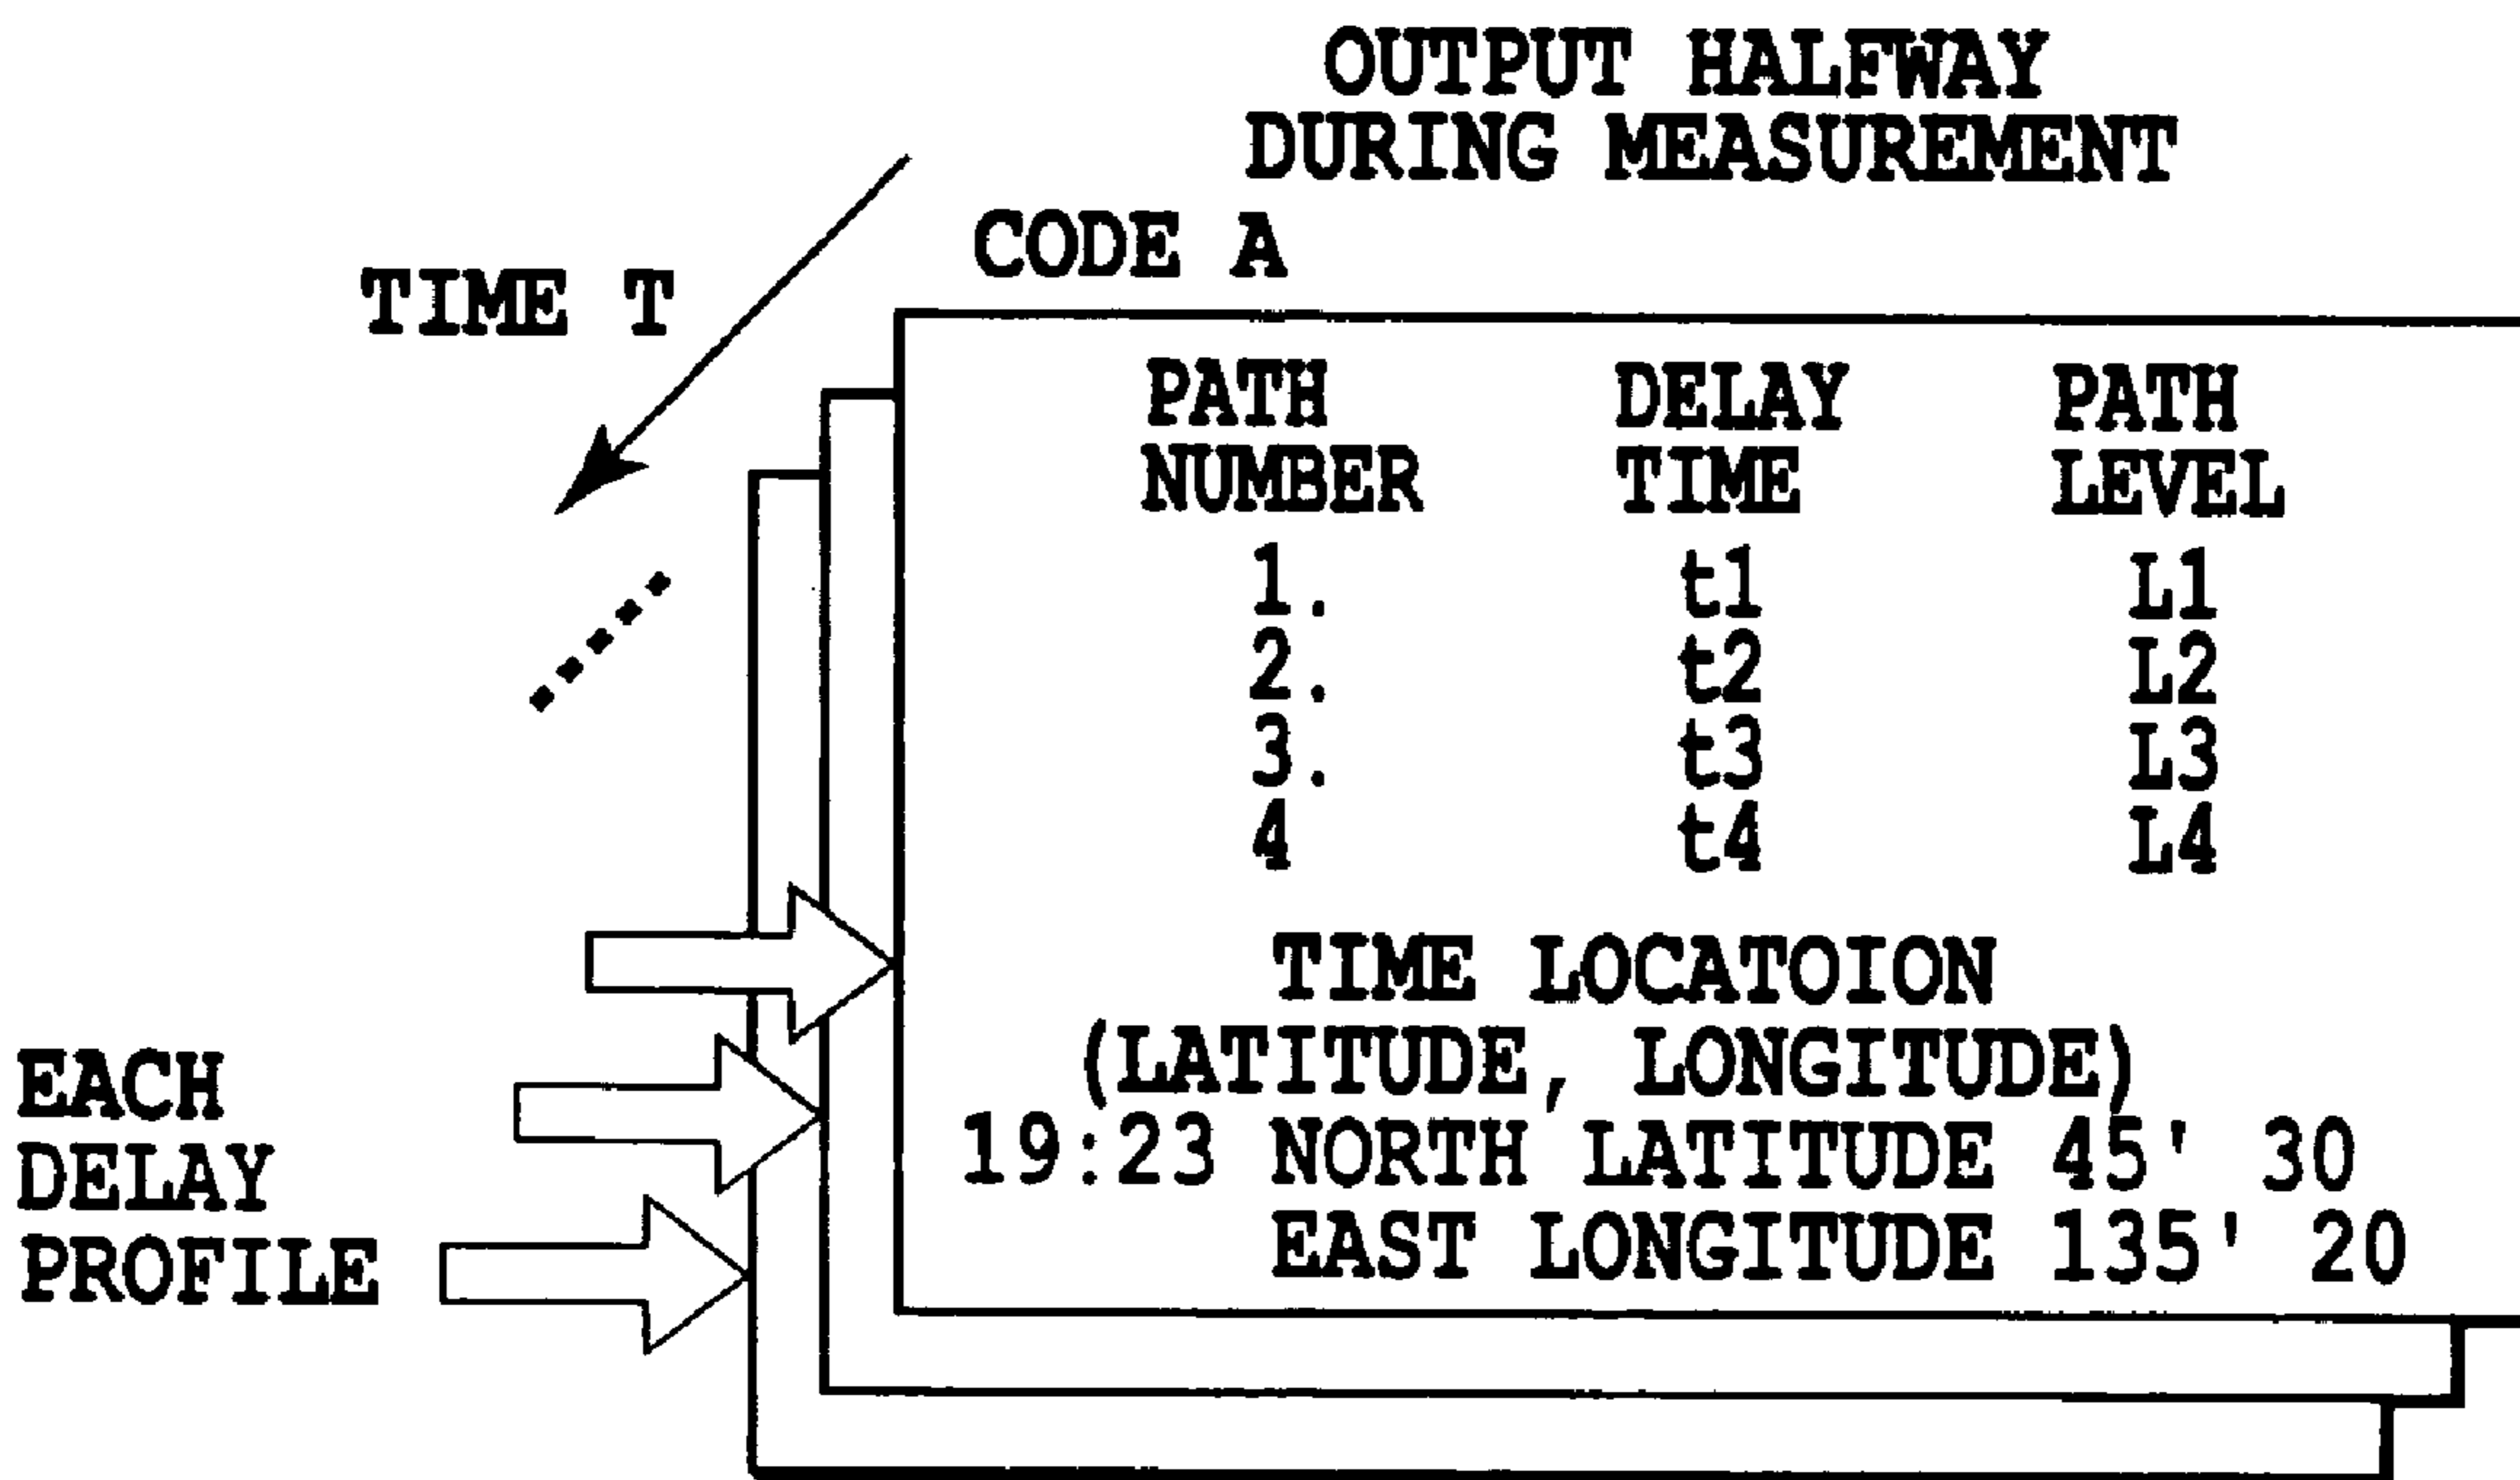 OUTPUT HALFWAY
DURING MEASUREMENT
CODE A
TIME T
PATH NUMBER DELAY TIME PATH LEVEL
1. t1 L1
2. t2 L2
3. t3 L3
4 t4 L4
TIME LOCATOION
(LATITUDE, LONGITUDE)
19:23 NORTH LATITUDE 45' 30
EAST LONGITUDE 135' 20
EACH
DELAY
PROFILE